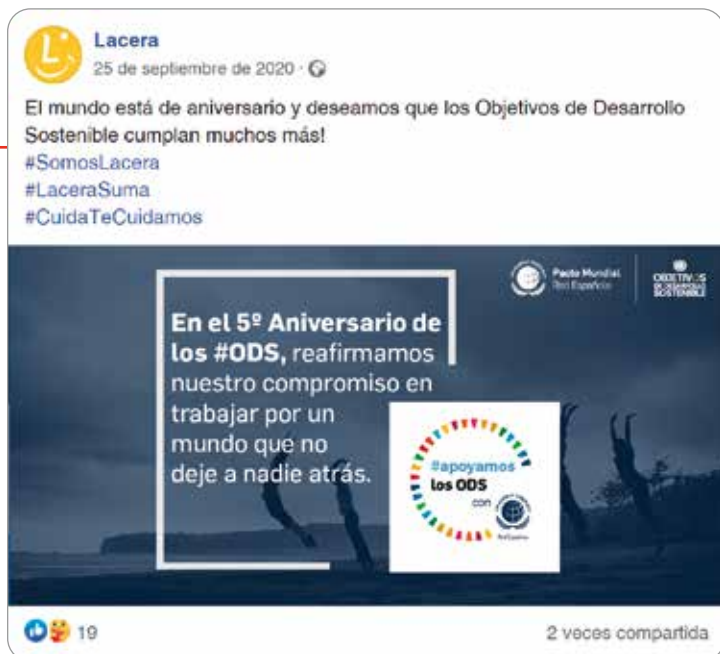 Lacera
25 de septiembre de 2020
El mundo está de aniversario y deseamos que los Objetivos de Desarrollo
Sostenible cumplan muchos más!
#SomosLacera
#LaceraSuma
#CuidaTeCuidamos
Pacto Mundial
Red Española
OBJETIVOS
DE DESARROLLO
SOSTENIBLE
En el 5º Aniversario de
los #ODS, reafirmamos
nuestro compromiso en
trabajar por un
mundo que no
deje a nadie atrás.
#apoyamos
los ODS
con
19
2 veces compartida